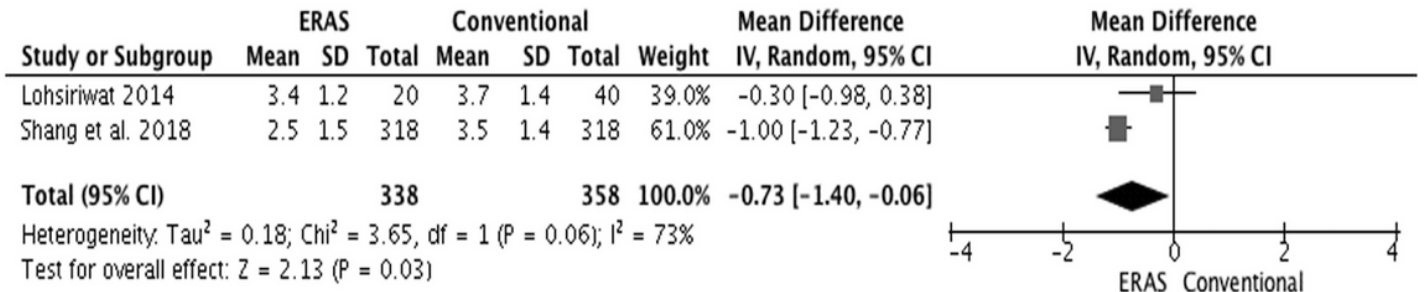 ERAS Conventional Mean Difference Mean Difference
Study or Subgroup Mean SD Total Mean SD Total Weight IV, Random, 95% CI IV, Random, 95% CI
Lohsiriwat 2014 3.4 1.2 20 3.7 1.4 40 39.0% −0.30 [−0.98, 0.38]
Shang et al. 2018 2.5 1.5 318 3.5 1.4 318 61.0% −1.00 [−1.23, −0.77]
Total (95% CI) 338 358 100.0% −0.73 [−1.40, −0.06]
Heterogeneity: Tau² = 0.18; Chi² = 3.65, df = 1 (P = 0.06); I² = 73%
Test for overall effect: Z = 2.13 (P = 0.03)
−4 −2 0 2 4
ERAS Conventional